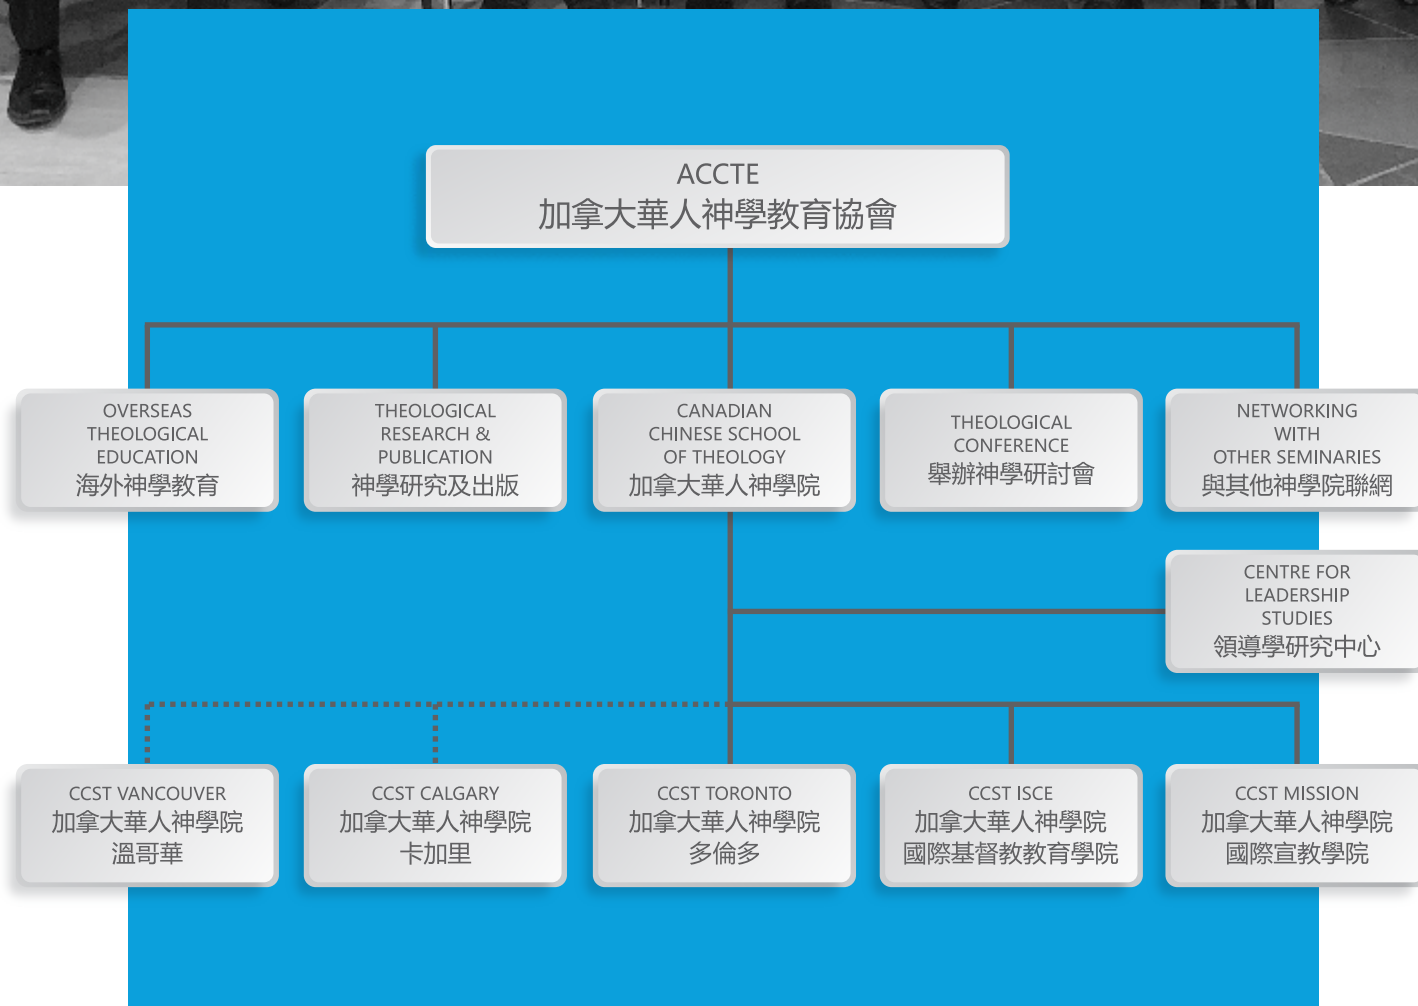 ACCTE
加拿大華人神學教育協會
OVERSEAS
THEOLOGICAL
EDUCATION
海外神學教育
THEOLOGICAL
RESEARCH &
PUBLICATION
神學研究及出版
CANADIAN
CHINESE SCHOOL
OF THEOLOGY
加拿大華人神學院
THEOLOGICAL
CONFERENCE
舉辦神學研討會
NETWORKING
WITH
OTHER SEMINARIES
與其他神學院聯網
CENTRE FOR
LEADERSHIP
STUDIES
領導學研究中心
CCST VANCOUVER
加拿大華人神學院
溫哥華
CCST CALGARY
加拿大華人神學院
卡加里
CCST TORONTO
加拿大華人神學院
多倫多
CCST ISCE
加拿大華人神學院
國際基督教教育學院
CCST MISSION
加拿大華人神學院
國際宣教學院